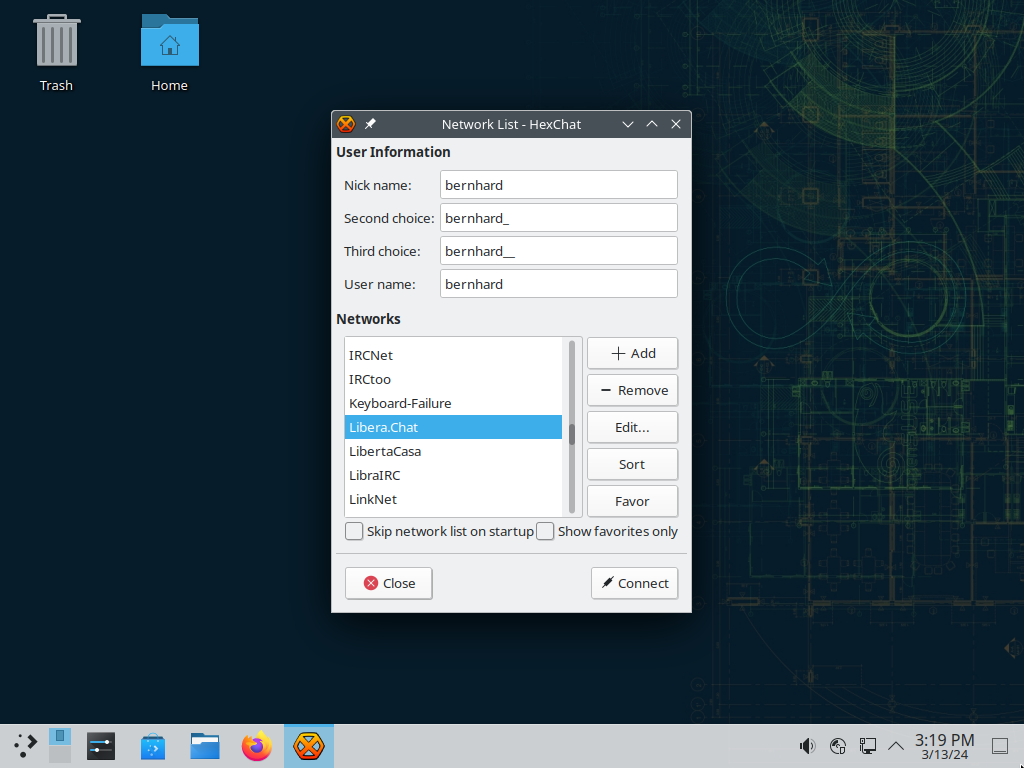 Trash
Home
Network List - HexChat
User Information
Nick name: bernhard
Second choice: bernhard_
Third choice: bernhard__
User name: bernhard
Networks
IRCNet
IRCtoo
Keyboard-Failure
Libera.Chat
LibertaCasa
LibraIRC
LinkNet
Add
Remove
Edit...
Sort
Favor
Skip network list on startup
Show favorites only
Close
Connect
3:19 PM
3/13/24